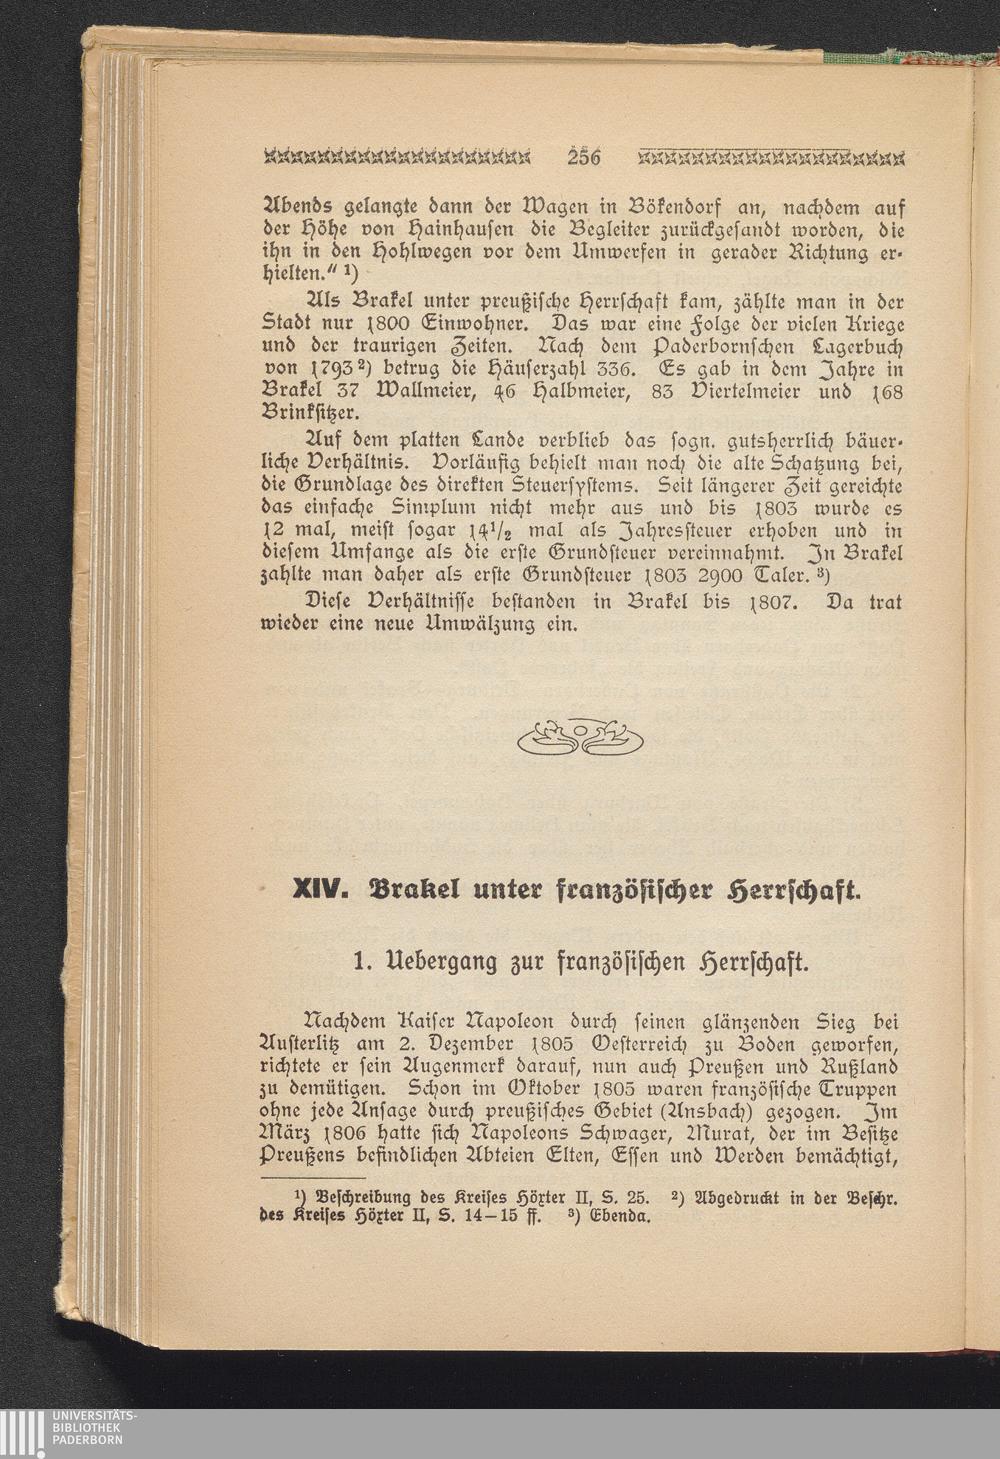 256
Abends gelangte dann der Wagen in Bökendorf an, nachdem auf
der Höhe von Hainhausen die Begleiter zurückgesandt worden, die
ihn in den Hohlwegen vor dem Umwerfen in gerader Richtung er-
hielten." ¹)
Als Brakel unter preußische Herrschaft kam, zählte man in der
Stadt nur 1800 Einwohner. Das war eine Folge der vielen Kriege
und der traurigen Zeiten. Nach dem Paderbornschen Lagerbuch
von 1793 ²) betrug die Häuserzahl 336. Es gab in dem Jahre in
Brakel 37 Wallmeier, 46 Halbmeier, 83 Viertelmeier und 168
Brinksitzer.
Auf dem platten Lande verblieb das sogn. gutsherrlich bäuer-
liche Verhältnis. Vorläufig behielt man noch die alte Schatzung bei,
die Grundlage des direkten Steuersystems. Seit längerer Zeit gereichte
das einfache Simplum nicht mehr aus und bis 1803 wurde es
12 mal, meist sogar 14¹/₂ mal als Jahressteuer erhoben und in
diesem Umfange als die erste Grundsteuer vereinnahmt. In Brakel
zahlte man daher als erste Grundsteuer 1803 2900 Taler. ³)
Diese Verhältnisse bestanden in Brakel bis 1807. Da trat
wieder eine neue Umwälzung ein.
XIV. Brakel unter französischer Herrschaft.
1. Uebergang zur französischen Herrschaft.
Nachdem Kaiser Napoleon durch seinen glänzenden Sieg bei
Austerlitz am 2. Dezember 1805 Oesterreich zu Boden geworfen,
richtete er sein Augenmerk darauf, nun auch Preußen und Rußland
zu demütigen. Schon im Oktober 1805 waren französische Truppen
ohne jede Ansage durch preußisches Gebiet (Ansbach) gezogen. Im
März 1806 hatte sich Napoleons Schwager, Murat, der im Besitze
Preußens befindlichen Abteien Elten, Essen und Werden bemächtigt,
¹) Beschreibung des Kreises Höxter II, S. 25. ²) Abgedruckt in der Beschr.
des Kreises Höxter II, S. 14—15 ff. ³) Ebenda.
UNIVERSITÄTS-
BIBLIOTHEK
PADERBORN